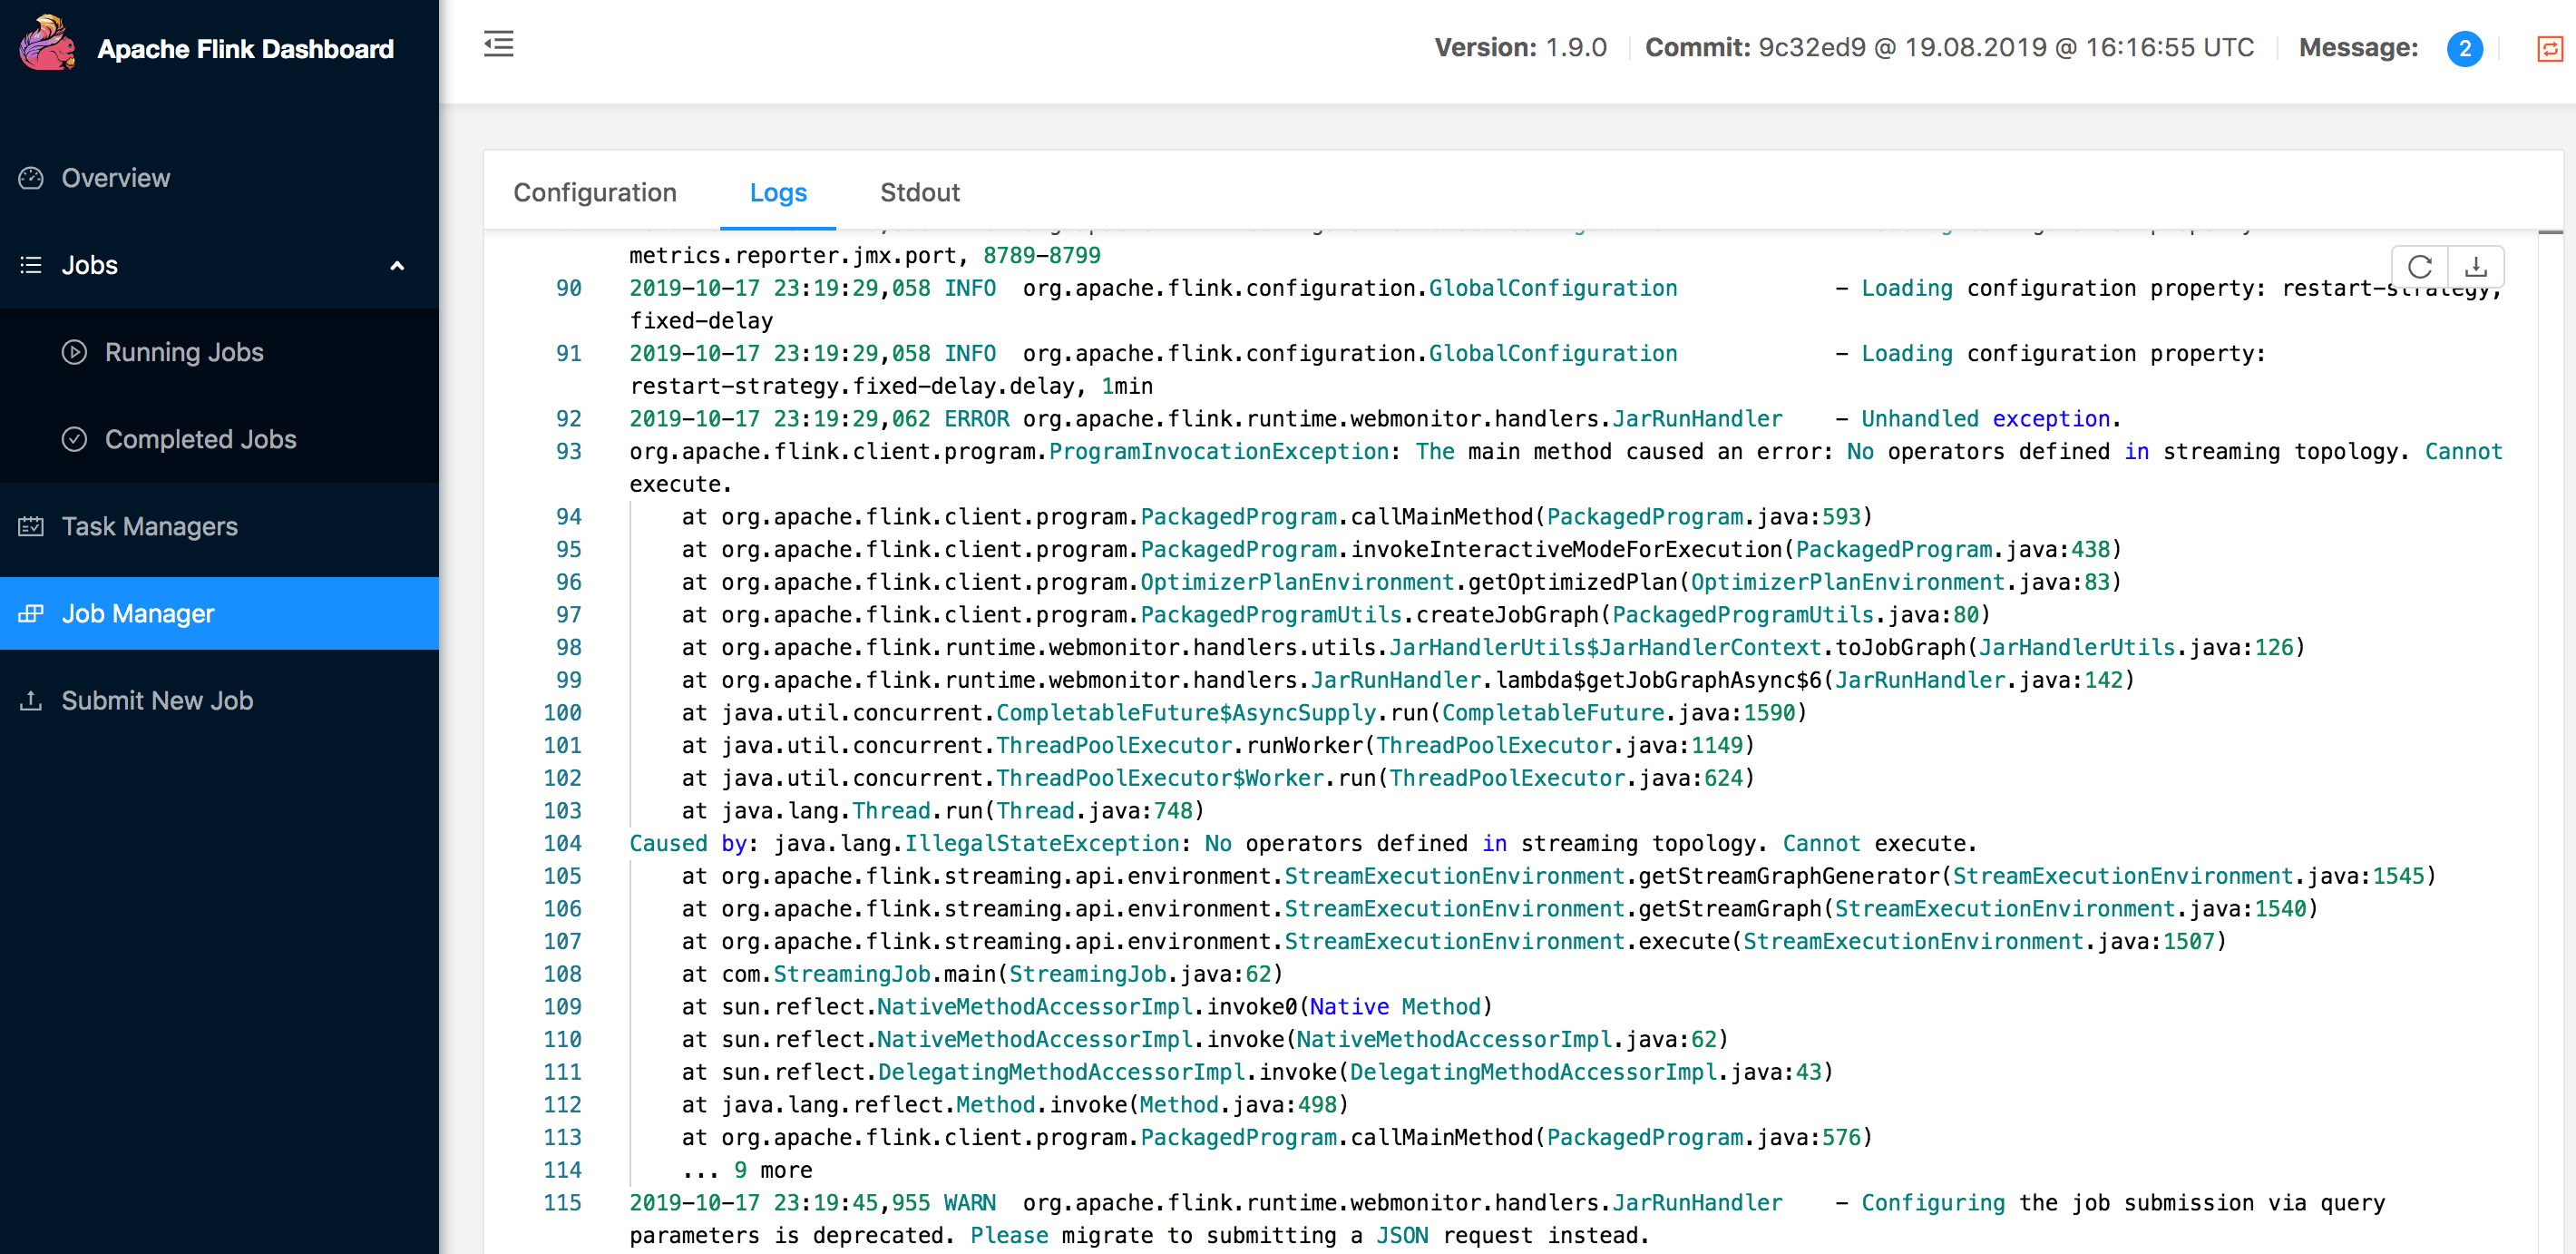 Apache Flink Dashboard
Version: 1.9.0
Commit: 9c32ed9 @ 19.08.2019 @ 16:16:55 UTC
Message: 2
Overview
Jobs
Running Jobs
Completed Jobs
Task Managers
Job Manager
Submit New Job
Configuration
Logs
Stdout
metrics.reporter.jmx.port, 8789-8799
90 2019-10-17 23:19:29,058 INFO  org.apache.flink.configuration.GlobalConfiguration            - Loading configuration property: restart-strategy,
fixed-delay
91 2019-10-17 23:19:29,058 INFO  org.apache.flink.configuration.GlobalConfiguration            - Loading configuration property:
restart-strategy.fixed-delay.delay, 1min
92 2019-10-17 23:19:29,062 ERROR org.apache.flink.runtime.webmonitor.handlers.JarRunHandler    - Unhandled exception.
93 org.apache.flink.client.program.ProgramInvocationException: The main method caused an error: No operators defined in streaming topology. Cannot
execute.
94 at org.apache.flink.client.program.PackagedProgram.callMainMethod(PackagedProgram.java:593)
95 at org.apache.flink.client.program.PackagedProgram.invokeInteractiveModeForExecution(PackagedProgram.java:438)
96 at org.apache.flink.client.program.OptimizerPlanEnvironment.getOptimizedPlan(OptimizerPlanEnvironment.java:83)
97 at org.apache.flink.client.program.PackagedProgramUtils.createJobGraph(PackagedProgramUtils.java:80)
98 at org.apache.flink.runtime.webmonitor.handlers.utils.JarHandlerUtils$JarHandlerContext.toJobGraph(JarHandlerUtils.java:126)
99 at org.apache.flink.runtime.webmonitor.handlers.JarRunHandler.lambda$getJobGraphAsync$6(JarRunHandler.java:142)
100 at java.util.concurrent.CompletableFuture$AsyncSupply.run(CompletableFuture.java:1590)
101 at java.util.concurrent.ThreadPoolExecutor.runWorker(ThreadPoolExecutor.java:1149)
102 at java.util.concurrent.ThreadPoolExecutor$Worker.run(ThreadPoolExecutor.java:624)
103 at java.lang.Thread.run(Thread.java:748)
104 Caused by: java.lang.IllegalStateException: No operators defined in streaming topology. Cannot execute.
105 at org.apache.flink.streaming.api.environment.StreamExecutionEnvironment.getStreamGraphGenerator(StreamExecutionEnvironment.java:1545)
106 at org.apache.flink.streaming.api.environment.StreamExecutionEnvironment.getStreamGraph(StreamExecutionEnvironment.java:1540)
107 at org.apache.flink.streaming.api.environment.StreamExecutionEnvironment.execute(StreamExecutionEnvironment.java:1507)
108 at com.StreamingJob.main(StreamingJob.java:62)
109 at sun.reflect.NativeMethodAccessorImpl.invoke0(Native Method)
110 at sun.reflect.NativeMethodAccessorImpl.invoke(NativeMethodAccessorImpl.java:62)
111 at sun.reflect.DelegatingMethodAccessorImpl.invoke(DelegatingMethodAccessorImpl.java:43)
112 at java.lang.reflect.Method.invoke(Method.java:498)
113 at org.apache.flink.client.program.PackagedProgram.callMainMethod(PackagedProgram.java:576)
114 ... 9 more
115 2019-10-17 23:19:45,955 WARN  org.apache.flink.runtime.webmonitor.handlers.JarRunHandler    - Configuring the job submission via query
parameters is deprecated. Please migrate to submitting a JSON request instead.